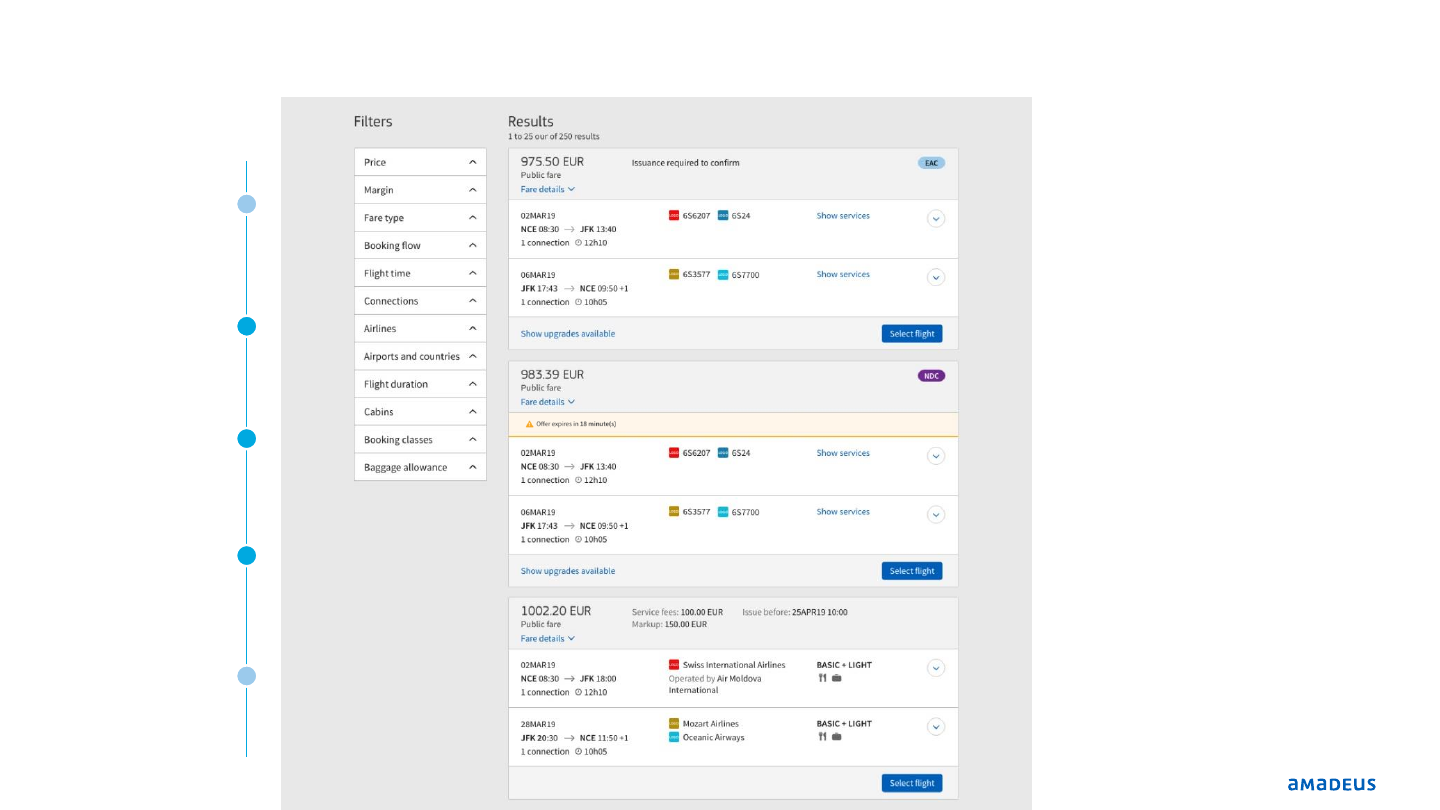 Filters
Price
Margin
Fare type
Booking flow
Flight time
Connections
Airlines
Airports and countries
Flight duration
Cabins
Booking classes
Baggage allowance
Results
1 to 25 our of 250 results
975.50 EUR Issuance required to confirm EAC
Public fare
Fare details
02MAR19 6S6207 6S24 Show services
NCE 08:30 → JFK 13:40
1 connection 12h10
06MAR19 6S3577 6S7700 Show services
JFK 17:43 → NCE 09:50 +1
1 connection 10h05
Show upgrades available Select flight
983.39 EUR NDC
Public fare
Fare details
Offer expires in 18 minute(s)
02MAR19 6S6207 6S24 Show services
NCE 08:30 → JFK 13:40
1 connection 12h10
06MAR19 6S3577 6S7700 Show services
JFK 17:43 → NCE 09:50 +1
1 connection 10h05
Show upgrades available Select flight
1002.20 EUR Service fees: 100.00 EUR Issue before: 25APR19 10:00
Public fare Markup: 150.00 EUR
Fare details
02MAR19 Swiss International Airlines BASIC + LIGHT
NCE 08:30 → JFK 18:00 Operated by Air Moldova
1 connection 12h10 International
28MAR19 Mozart Airlines BASIC + LIGHT
JFK 20:30 → NCE 11:50 +1 Oceanic Airways
1 connection 10h05
Select flight
amadeus